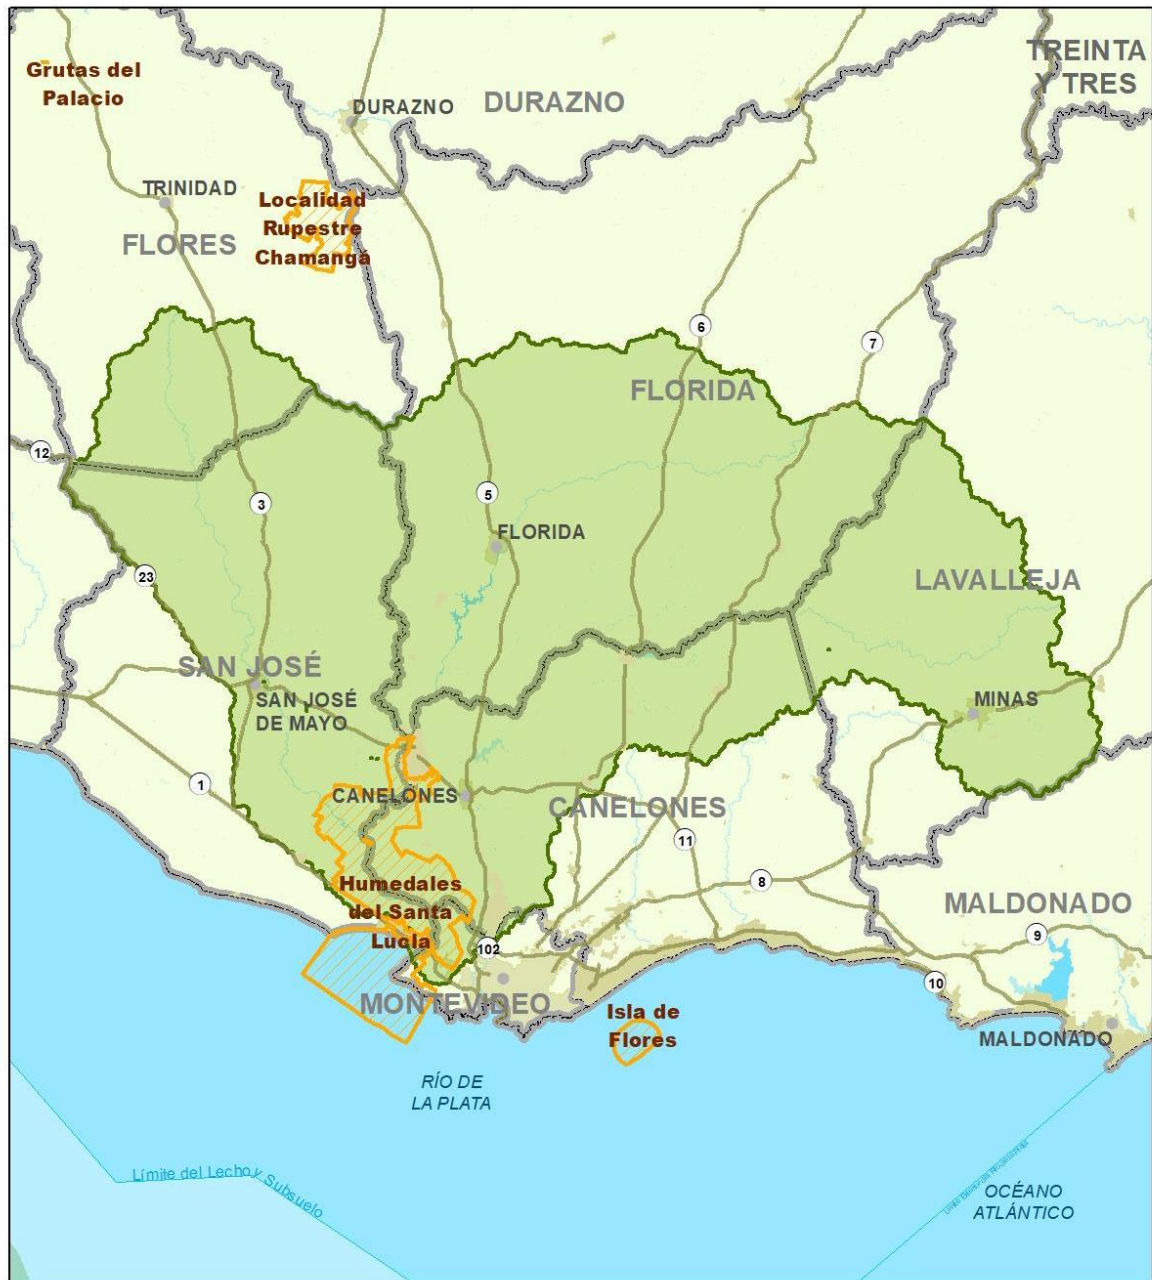 TREINTA
Y TRES
Grutas del
Palacio
DURAZNO
DURAZNO
TRINIDAD
Localidad
Rupestre
Chamangá
FLORES
6
7
FLORIDA
12
3
5
FLORIDA
23
LAVALLEJA
SAN JOSÉ
SAN JOSÉ
DE MAYO
MINAS
1
CANELONES
CANELONES
11
8
Humedales
del Santa
Lucía
MALDONADO
9
102
10
MONTEVIDEO
Isla de
Flores
MALDONADO
RÍO DE
LA PLATA
Límite del Lecho y Subsuelo
OCÉANO
ATLÁNTICO